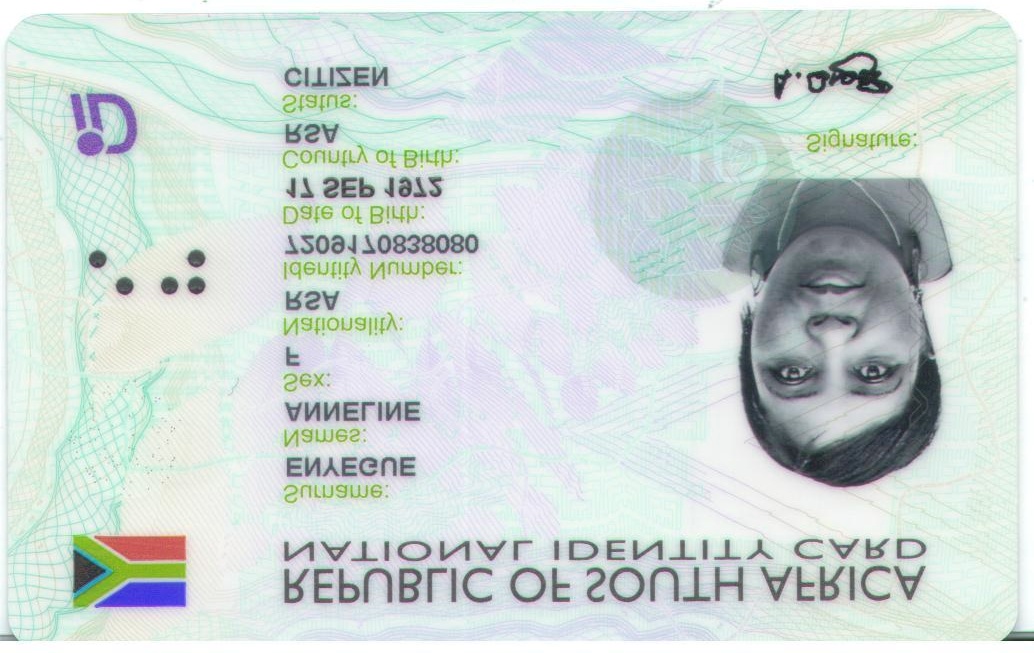 REPUBLIC OF SOUTH AFRICA
NATIONAL IDENTITY CARD
Surname:
ENYEGUE
Names:
ANNELINE
Sex:
F
Nationality:
RSA
Identity Number:
7209170838080
Date of Birth:
17 SEP 1972
Country of Birth:
RSA
Status:
CITIZEN
Signature:
iD